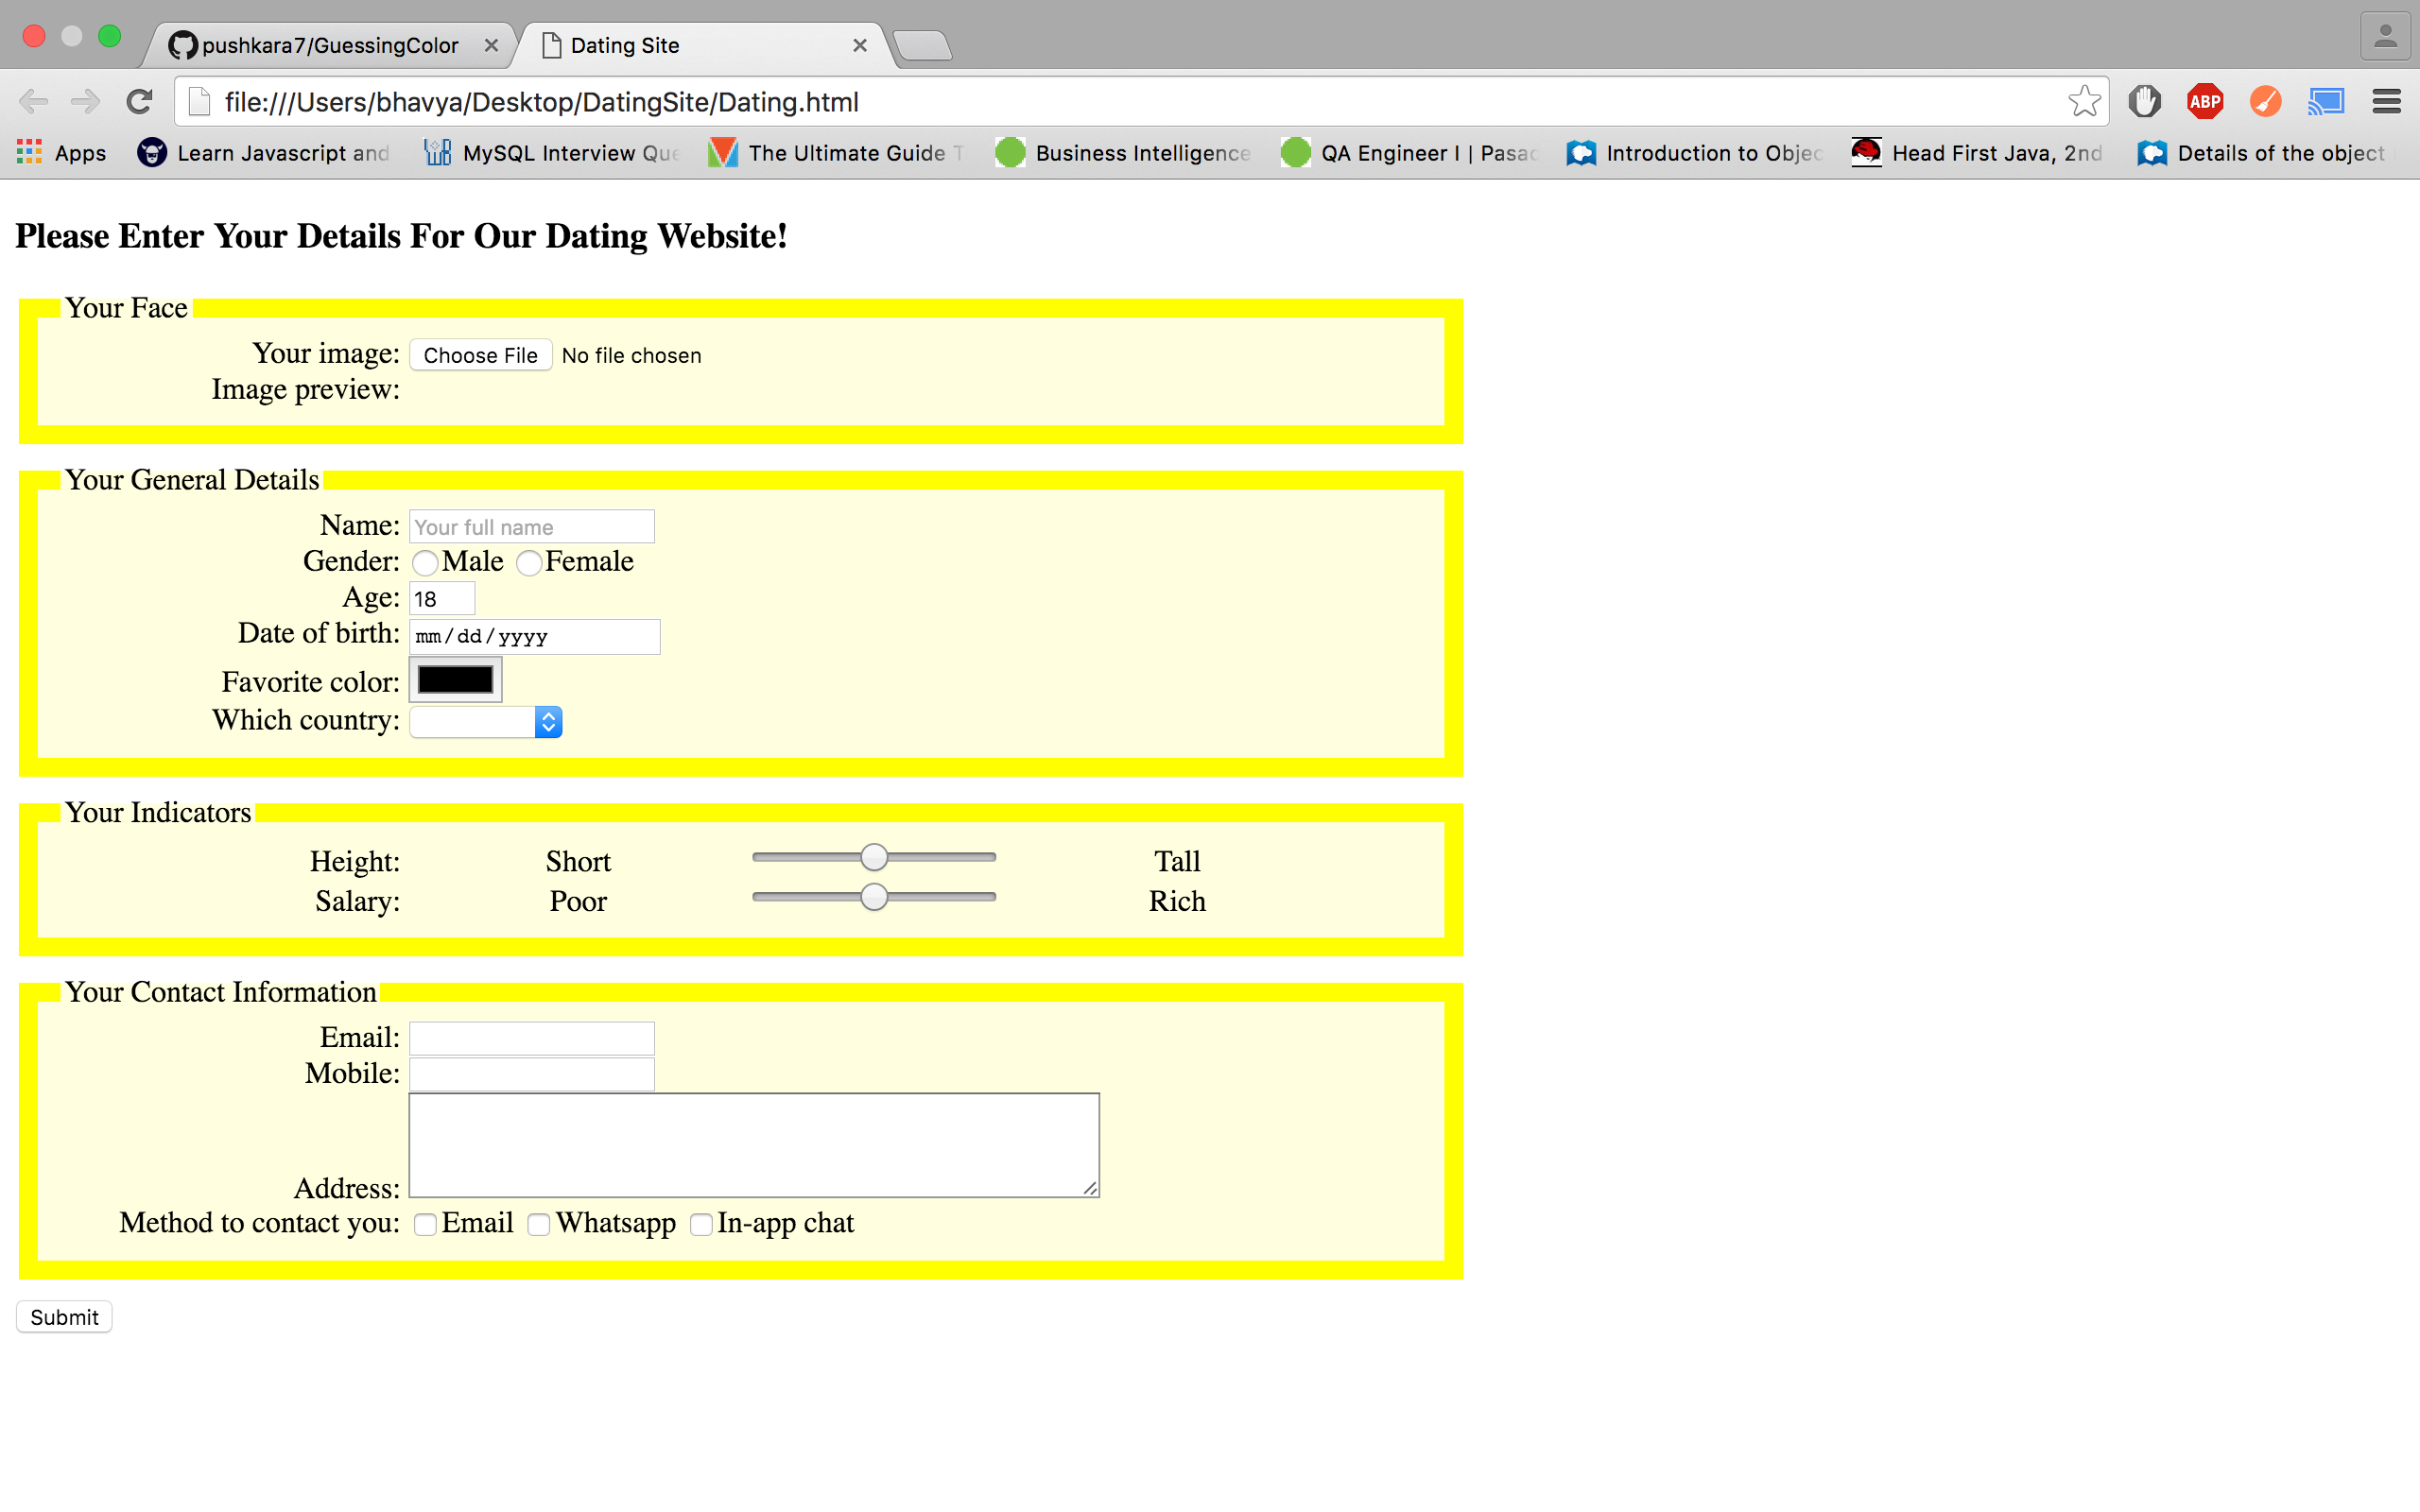 pushkara7/GuessingColor
Dating Site
file:///Users/bhavya/Desktop/DatingSite/Dating.html
ABP
Apps Learn Javascript and MySQL Interview Que The Ultimate Guide T Business Intelligence QA Engineer I | Pasad Introduction to Objec Head First Java, 2nd Details of the object
Please Enter Your Details For Our Dating Website!
Your Face
Your image: Choose File No file chosen
Image preview:
Your General Details
Name: Your full name
Gender: Male Female
Age: 18
Date of birth: mm/dd/yyyy
Favorite color:
Which country:
Your Indicators
Height: Short Tall
Salary: Poor Rich
Your Contact Information
Email:
Mobile:
Address:
Method to contact you: Email Whatsapp In-app chat
Submit